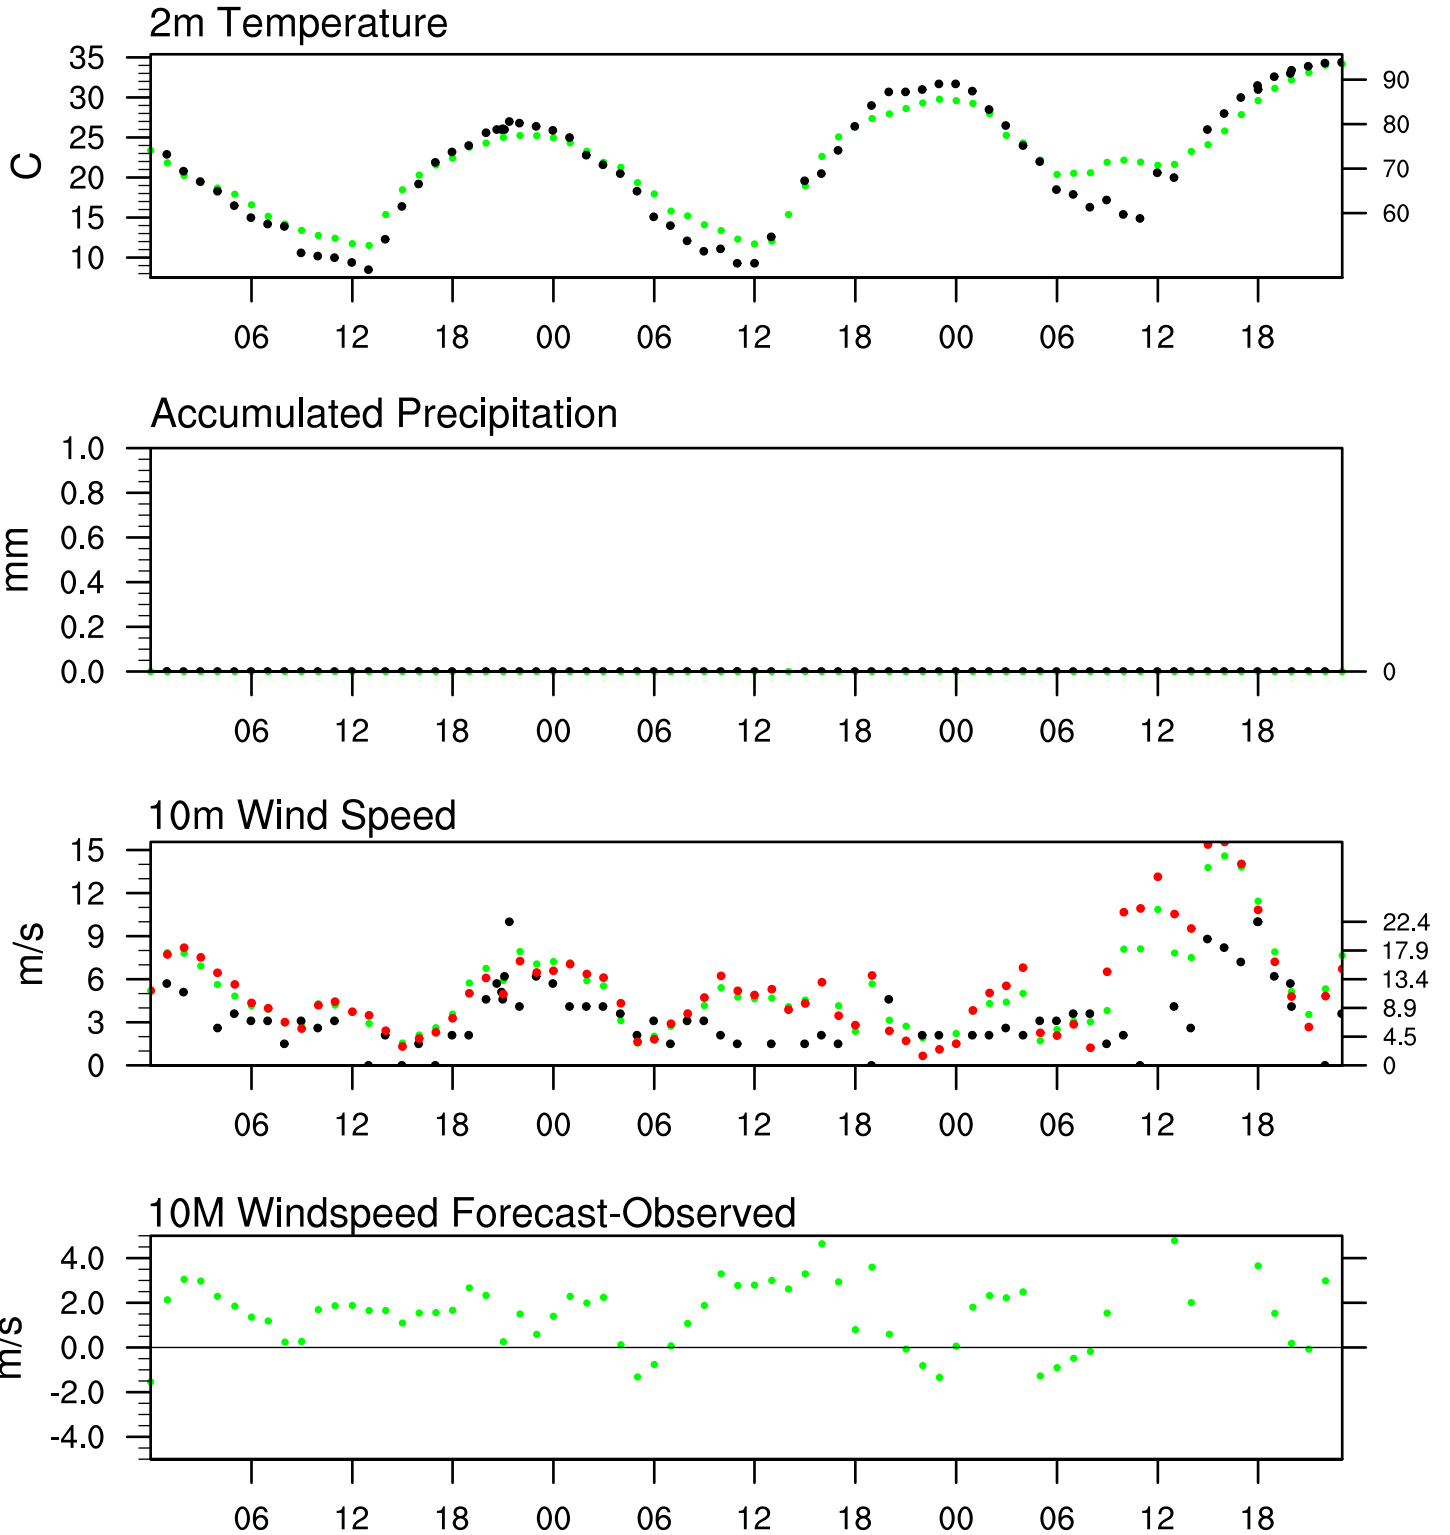 2m Temperature
35
30
25
20
15
10
C
90
80
70
60
06 12 18 00 06 12 18 00 06 12 18
Accumulated Precipitation
1.0
0.8
0.6
0.4
0.2
0.0
mm
0
06 12 18 00 06 12 18 00 06 12 18
10m Wind Speed
15
12
9
6
3
0
m/s
22.4
17.9
13.4
8.9
4.5
0
06 12 18 00 06 12 18 00 06 12 18
10M Windspeed Forecast-Observed
4.0
2.0
0.0
-2.0
-4.0
m/s
06 12 18 00 06 12 18 00 06 12 18